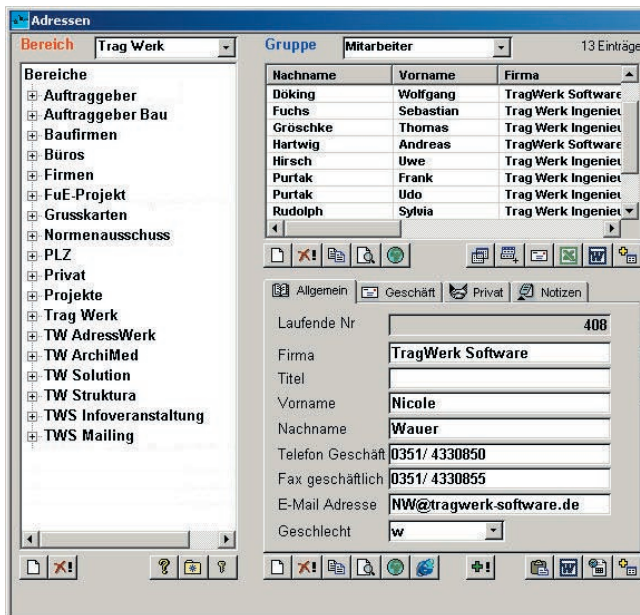 Adressen
Bereich Trag Werk
Bereiche
Auftraggeber
Auftraggeber Bau
Baufirmen
Büros
Firmen
FuE-Projekt
Grusskarten
Normenausschuss
PLZ
Privat
Projekte
Trag Werk
TW AdressWerk
TW ArchiMed
TW Solution
TW Struktura
TWS Infoveranstaltung
TWS Mailing
Gruppe Mitarbeiter 13 Einträge
Nachname Vorname Firma
Döking Wolfgang TragWerk Software
Fuchs Sebastian Trag Werk Ingenieu
Gröschke Thomas Trag Werk Ingenieu
Hartwig Andreas TragWerk Software
Hirsch Uwe Trag Werk Ingenieu
Purtak Frank Trag Werk Ingenieu
Purtak Udo Trag Werk Ingenieu
Rudolph Sylvia Trag Werk Ingenieu
Allgemein Geschäft Privat Notizen
Laufende Nr 408
Firma TragWerk Software
Titel
Vorname Nicole
Nachname Wauer
Telefon Geschäft 0351/ 4330850
Fax geschäftlich 0351/ 4330855
E-Mail Adresse NW@tragwerk-software.de
Geschlecht w